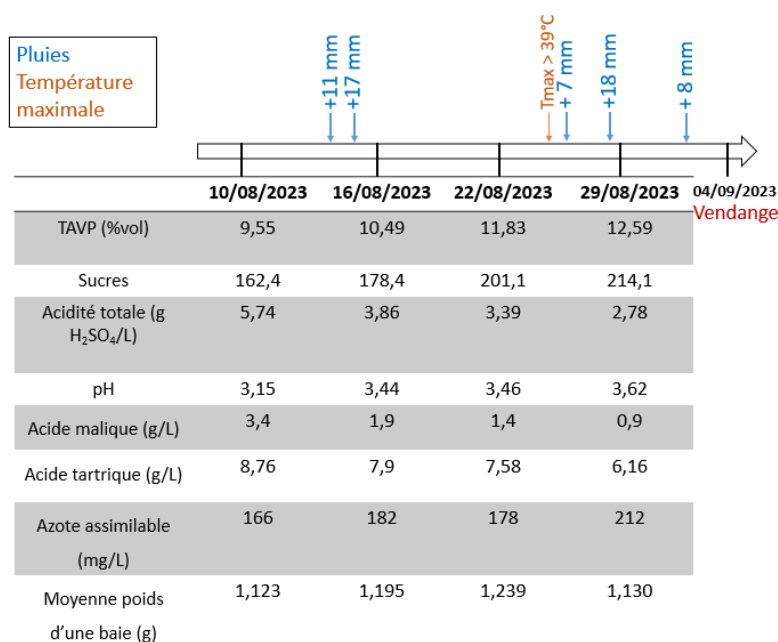 Pluies
Température
maximale
+11 mm
+17 mm
Tmax > 39°C
+ 7 mm
+18 mm
+ 8 mm
10/08/2023 16/08/2023 22/08/2023 29/08/2023 04/09/2023
Vendange
TAVP (%vol) 9,55 10,49 11,83 12,59
Sucres 162,4 178,4 201,1 214,1
Acidité totale (g
H₂SO₄/L) 5,74 3,86 3,39 2,78
pH 3,15 3,44 3,46 3,62
Acide malique (g/L) 3,4 1,9 1,4 0,9
Acide tartrique (g/L) 8,76 7,9 7,58 6,16
Azote assimilable
(mg/L) 166 182 178 212
Moyenne poids
d’une baie (g) 1,123 1,195 1,239 1,130